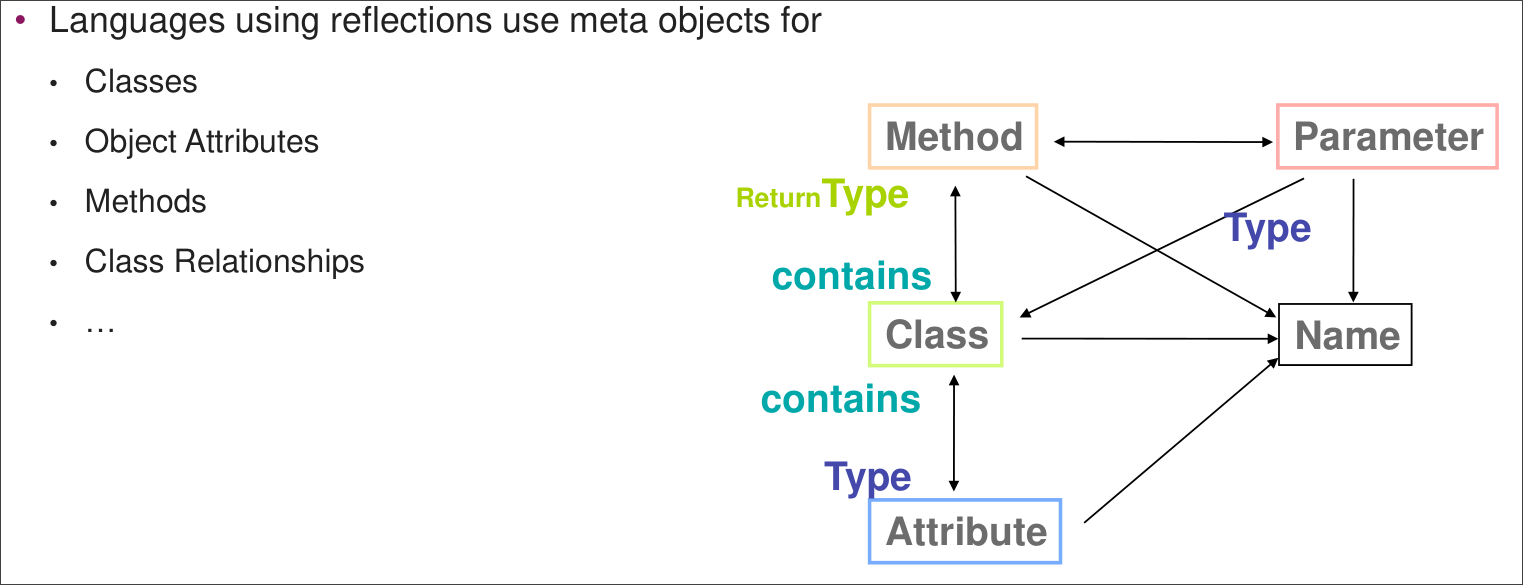 • Languages using reflections use meta objects for
• Classes
• Object Attributes
• Methods
• Class Relationships
• …
Method
Parameter
ReturnType
Type
contains
Class
Name
contains
Type
Attribute